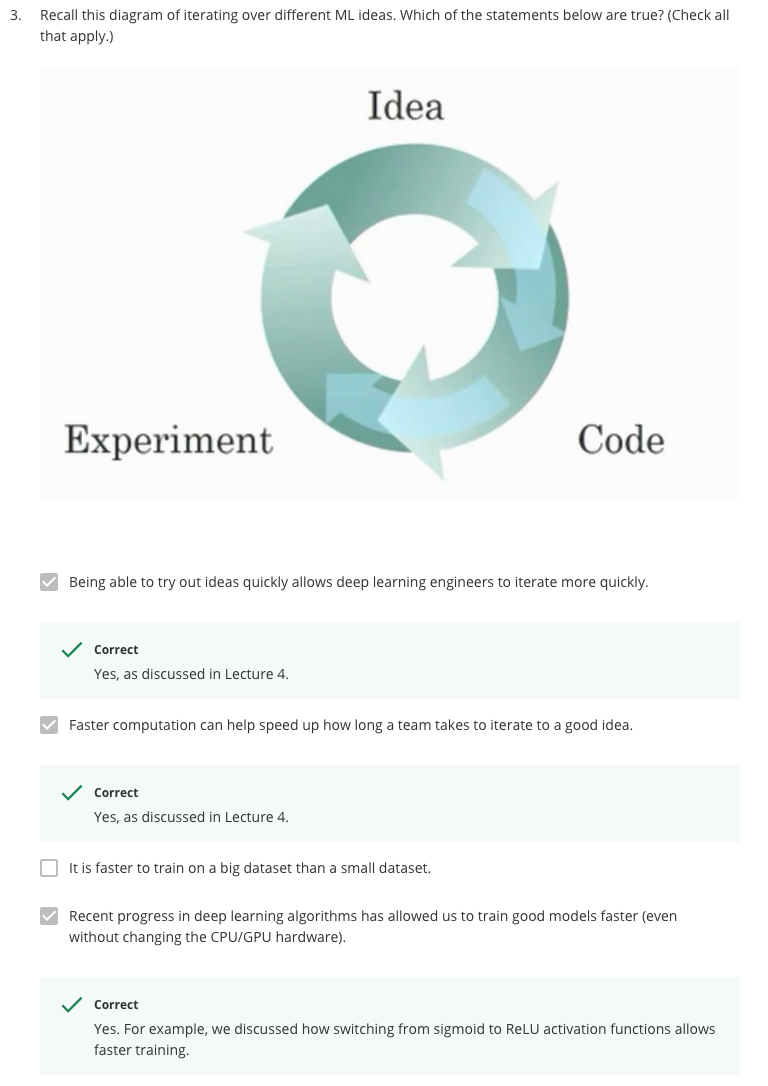 3. Recall this diagram of iterating over different ML ideas. Which of the statements below are true? (Check all
that apply.)
Idea
Experiment
Code
Being able to try out ideas quickly allows deep learning engineers to iterate more quickly.
Correct
Yes, as discussed in Lecture 4.
Faster computation can help speed up how long a team takes to iterate to a good idea.
Correct
Yes, as discussed in Lecture 4.
It is faster to train on a big dataset than a small dataset.
Recent progress in deep learning algorithms has allowed us to train good models faster (even
without changing the CPU/GPU hardware).
Correct
Yes. For example, we discussed how switching from sigmoid to ReLU activation functions allows
faster training.